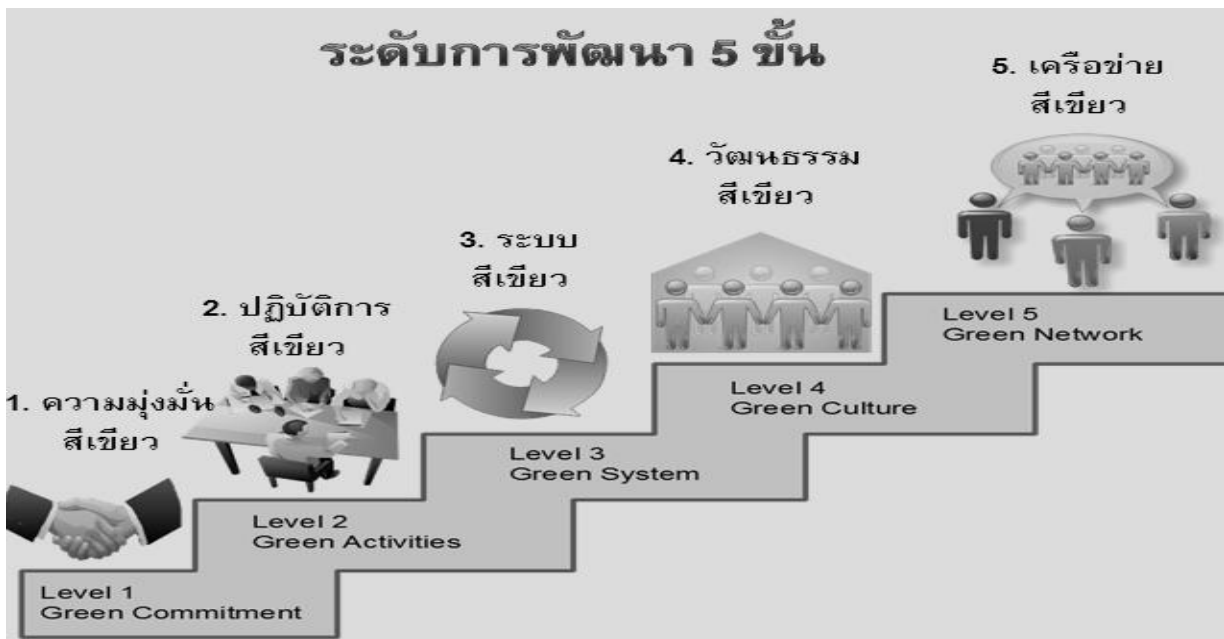 ระดับการพัฒนา 5 ขั้น
1. ความมุ่งมั่น
สีเขียว
Level 1
Green Commitment
2. ปฏิบัติการ
สีเขียว
Level 2
Green Activities
3. ระบบ
สีเขียว
Level 3
Green System
4. วัฒนธรรม
สีเขียว
Level 4
Green Culture
5. เครือข่าย
สีเขียว
Level 5
Green Network